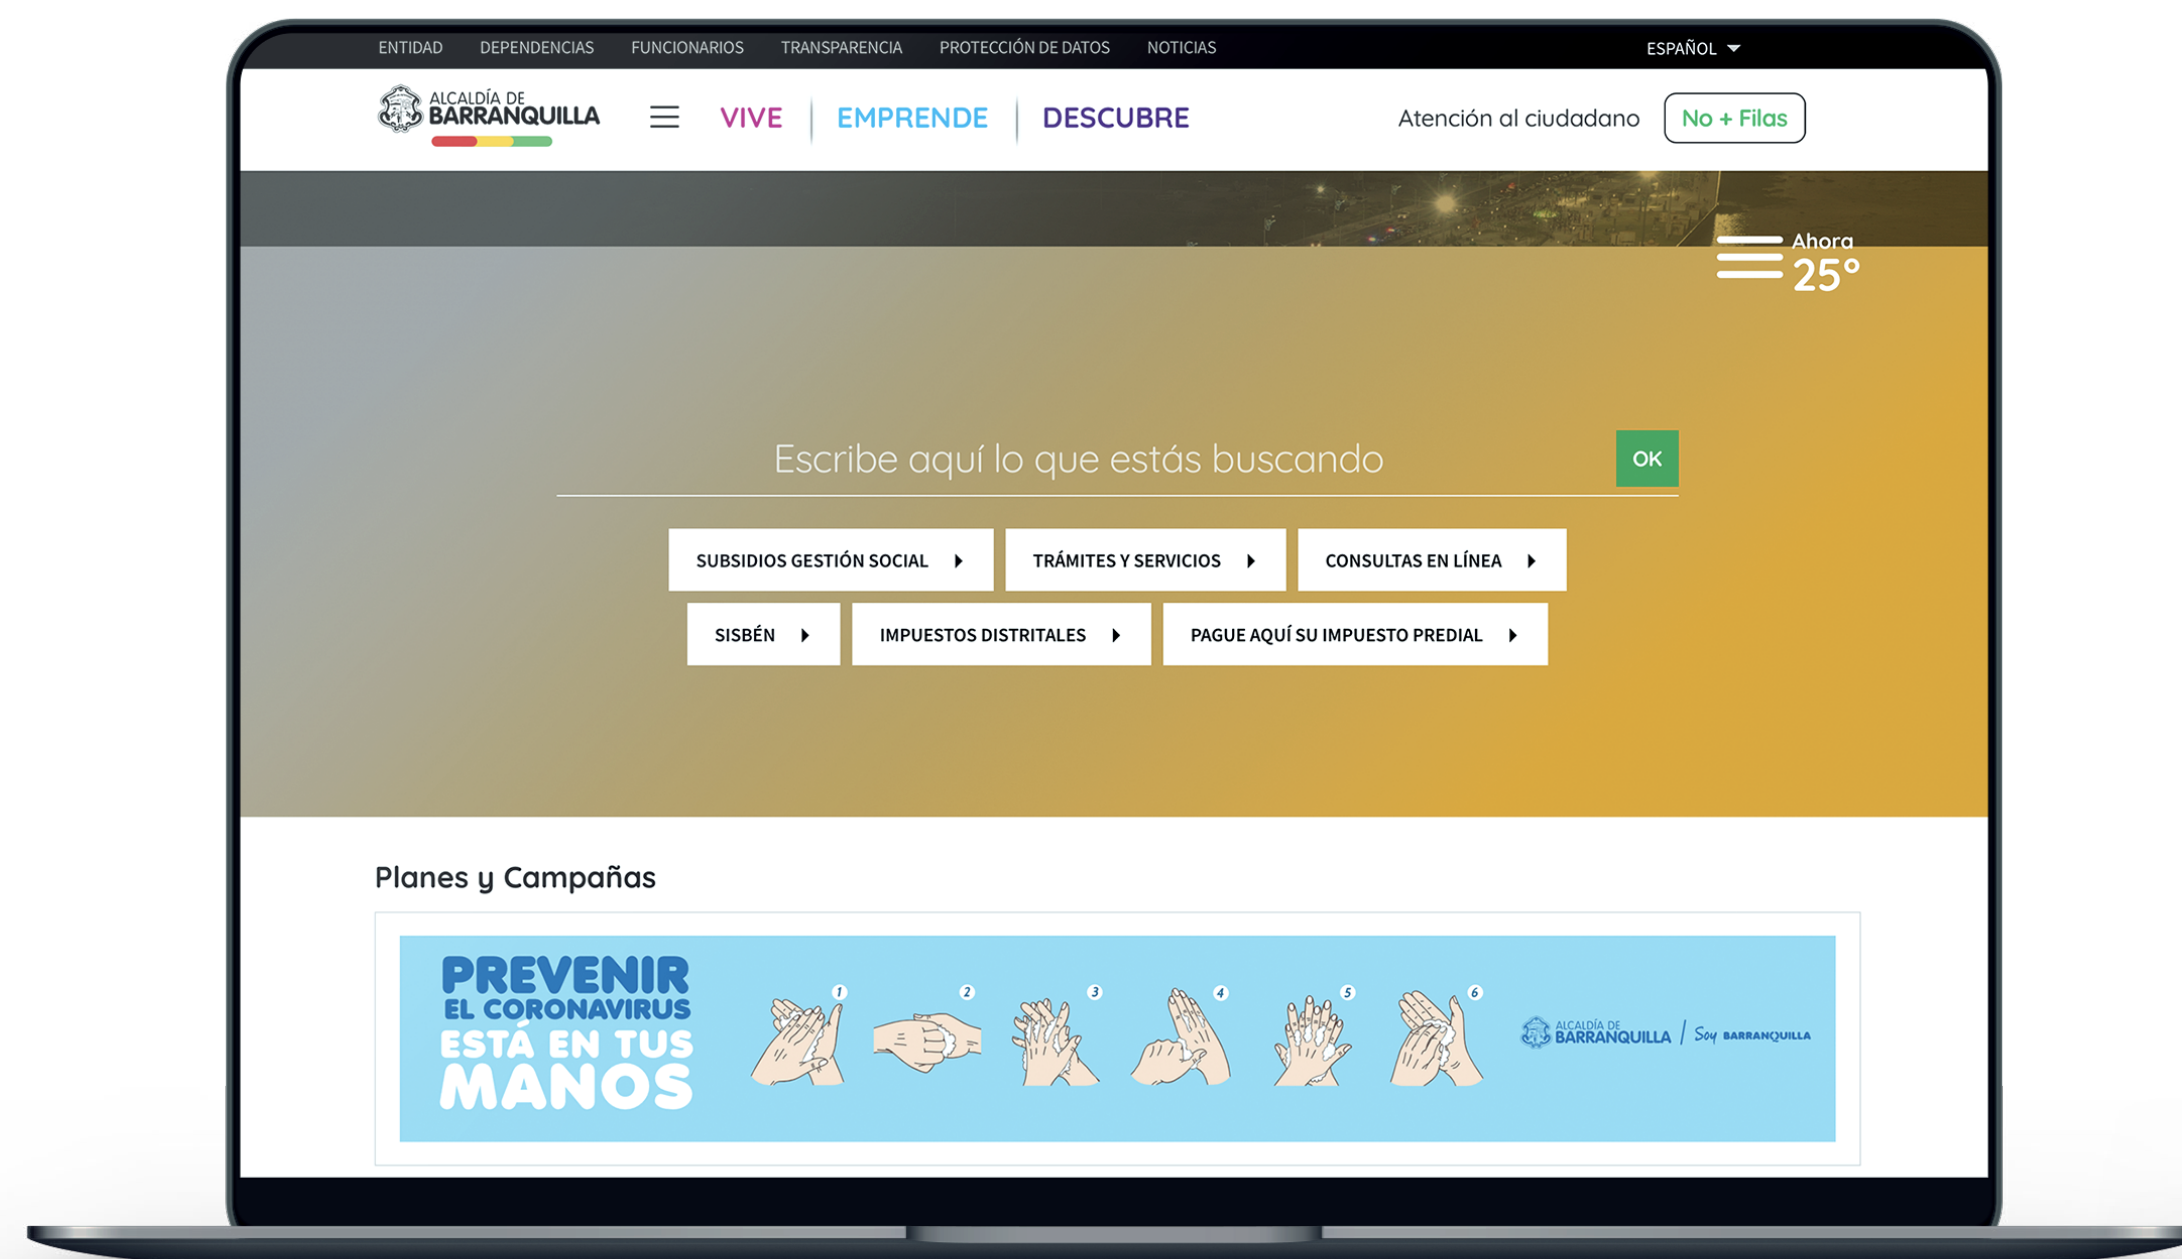 ENTIDAD DEPENDENCIAS FUNCIONARIOS TRANSPARENCIA PROTECCIÓN DE DATOS NOTICIAS ESPAÑOL
ALCALDÍA DE
BARRANQUILLA
VIVE EMPRENDE DESCUBRE Atención al ciudadano No + Filas
Ahora
25°
Escribe aquí lo que estás buscando OK
SUBSIDIOS GESTIÓN SOCIAL TRÁMITES Y SERVICIOS CONSULTAS EN LÍNEA
SISBÉN IMPUESTOS DISTRITALES PAGUE AQUÍ SU IMPUESTO PREDIAL
Planes y Campañas
PREVENIR
EL CORONAVIRUS
ESTÁ EN TUS
MANOS
1 2 3 4 5 6
ALCALDÍA DE
BARRANQUILLA Soy BARRANQUILLA